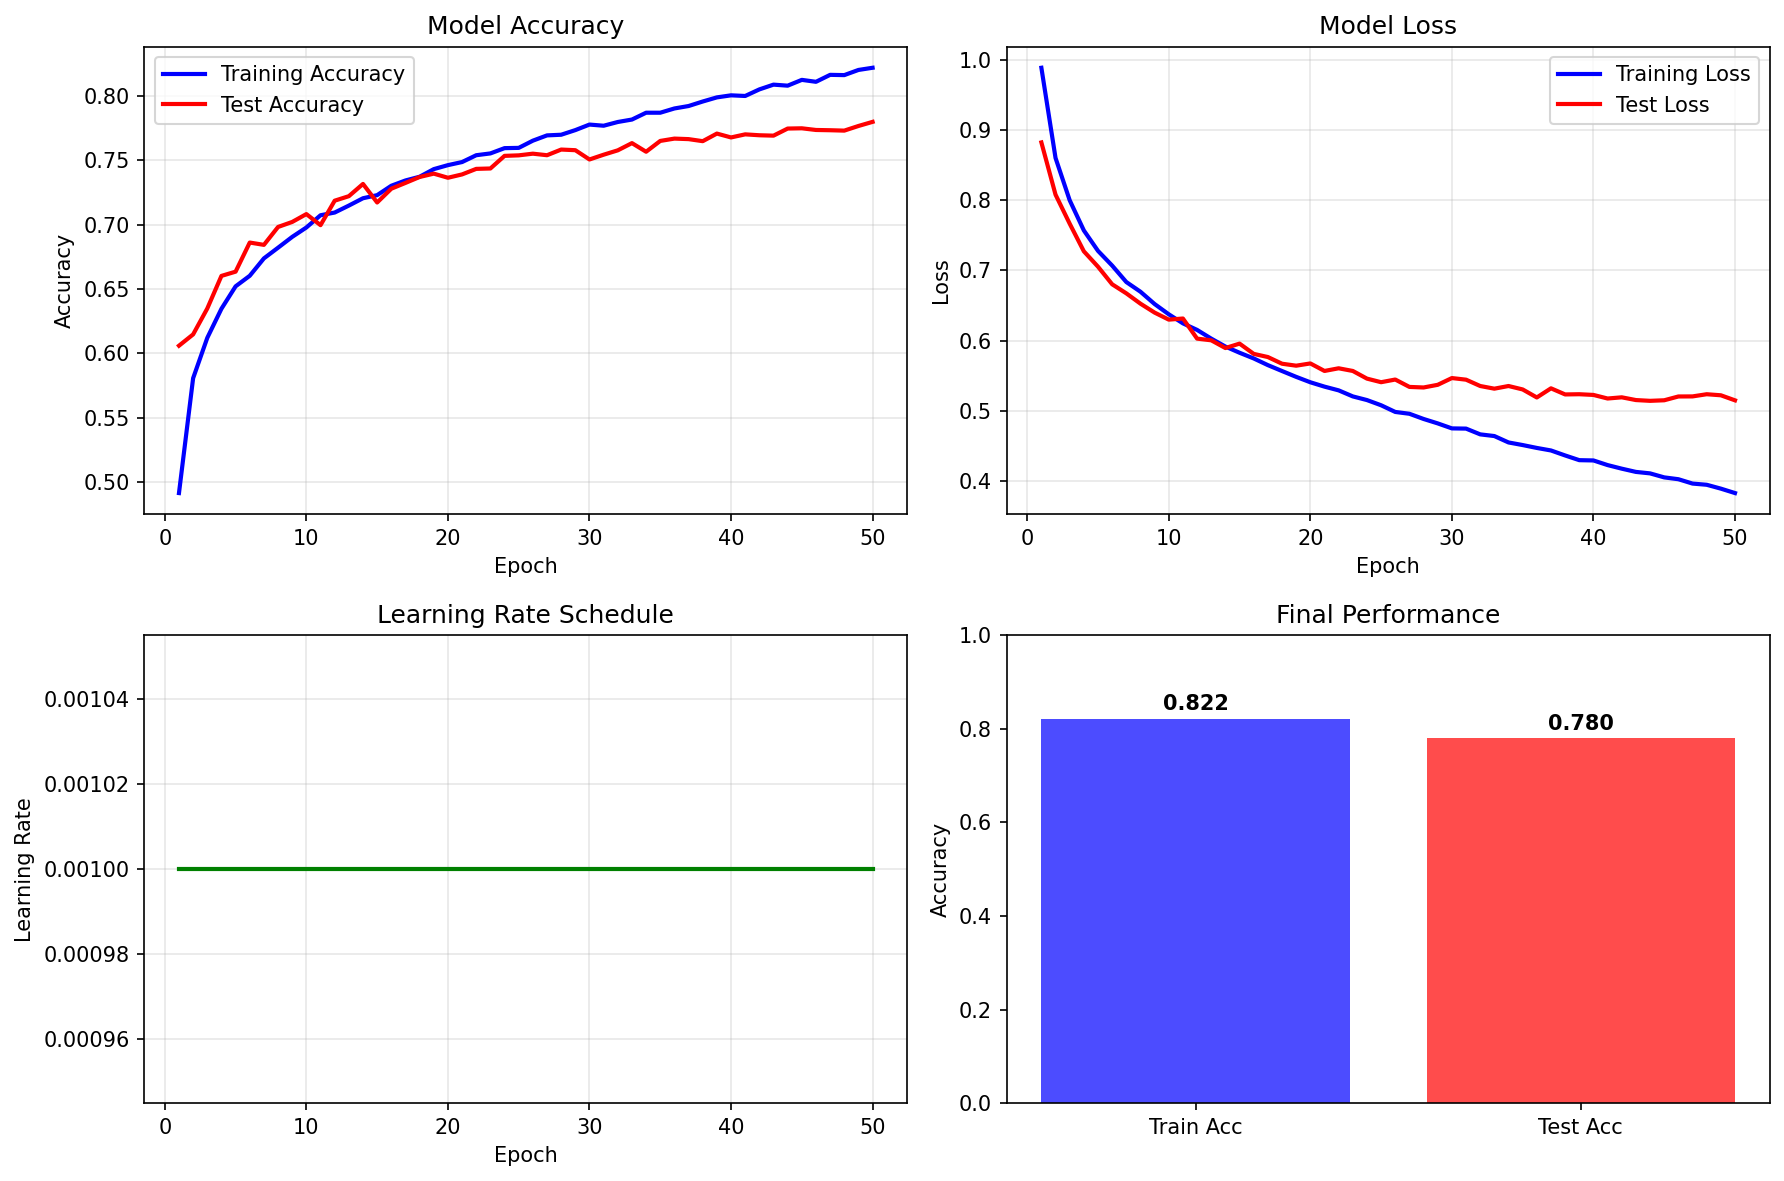 Model Accuracy
Training Accuracy
Test Accuracy
Accuracy
0.80
0.75
0.70
0.65
0.60
0.55
0.50
0 10 20 30 40 50
Epoch
Model Loss
Training Loss
Test Loss
Loss
1.0
0.9
0.8
0.7
0.6
0.5
0.4
0 10 20 30 40 50
Epoch
Learning Rate Schedule
Learning Rate
0.00104
0.00102
0.00100
0.00098
0.00096
0 10 20 30 40 50
Epoch
Final Performance
Accuracy
1.0
0.8
0.6
0.4
0.2
0.0
0.822
0.780
Train Acc Test Acc